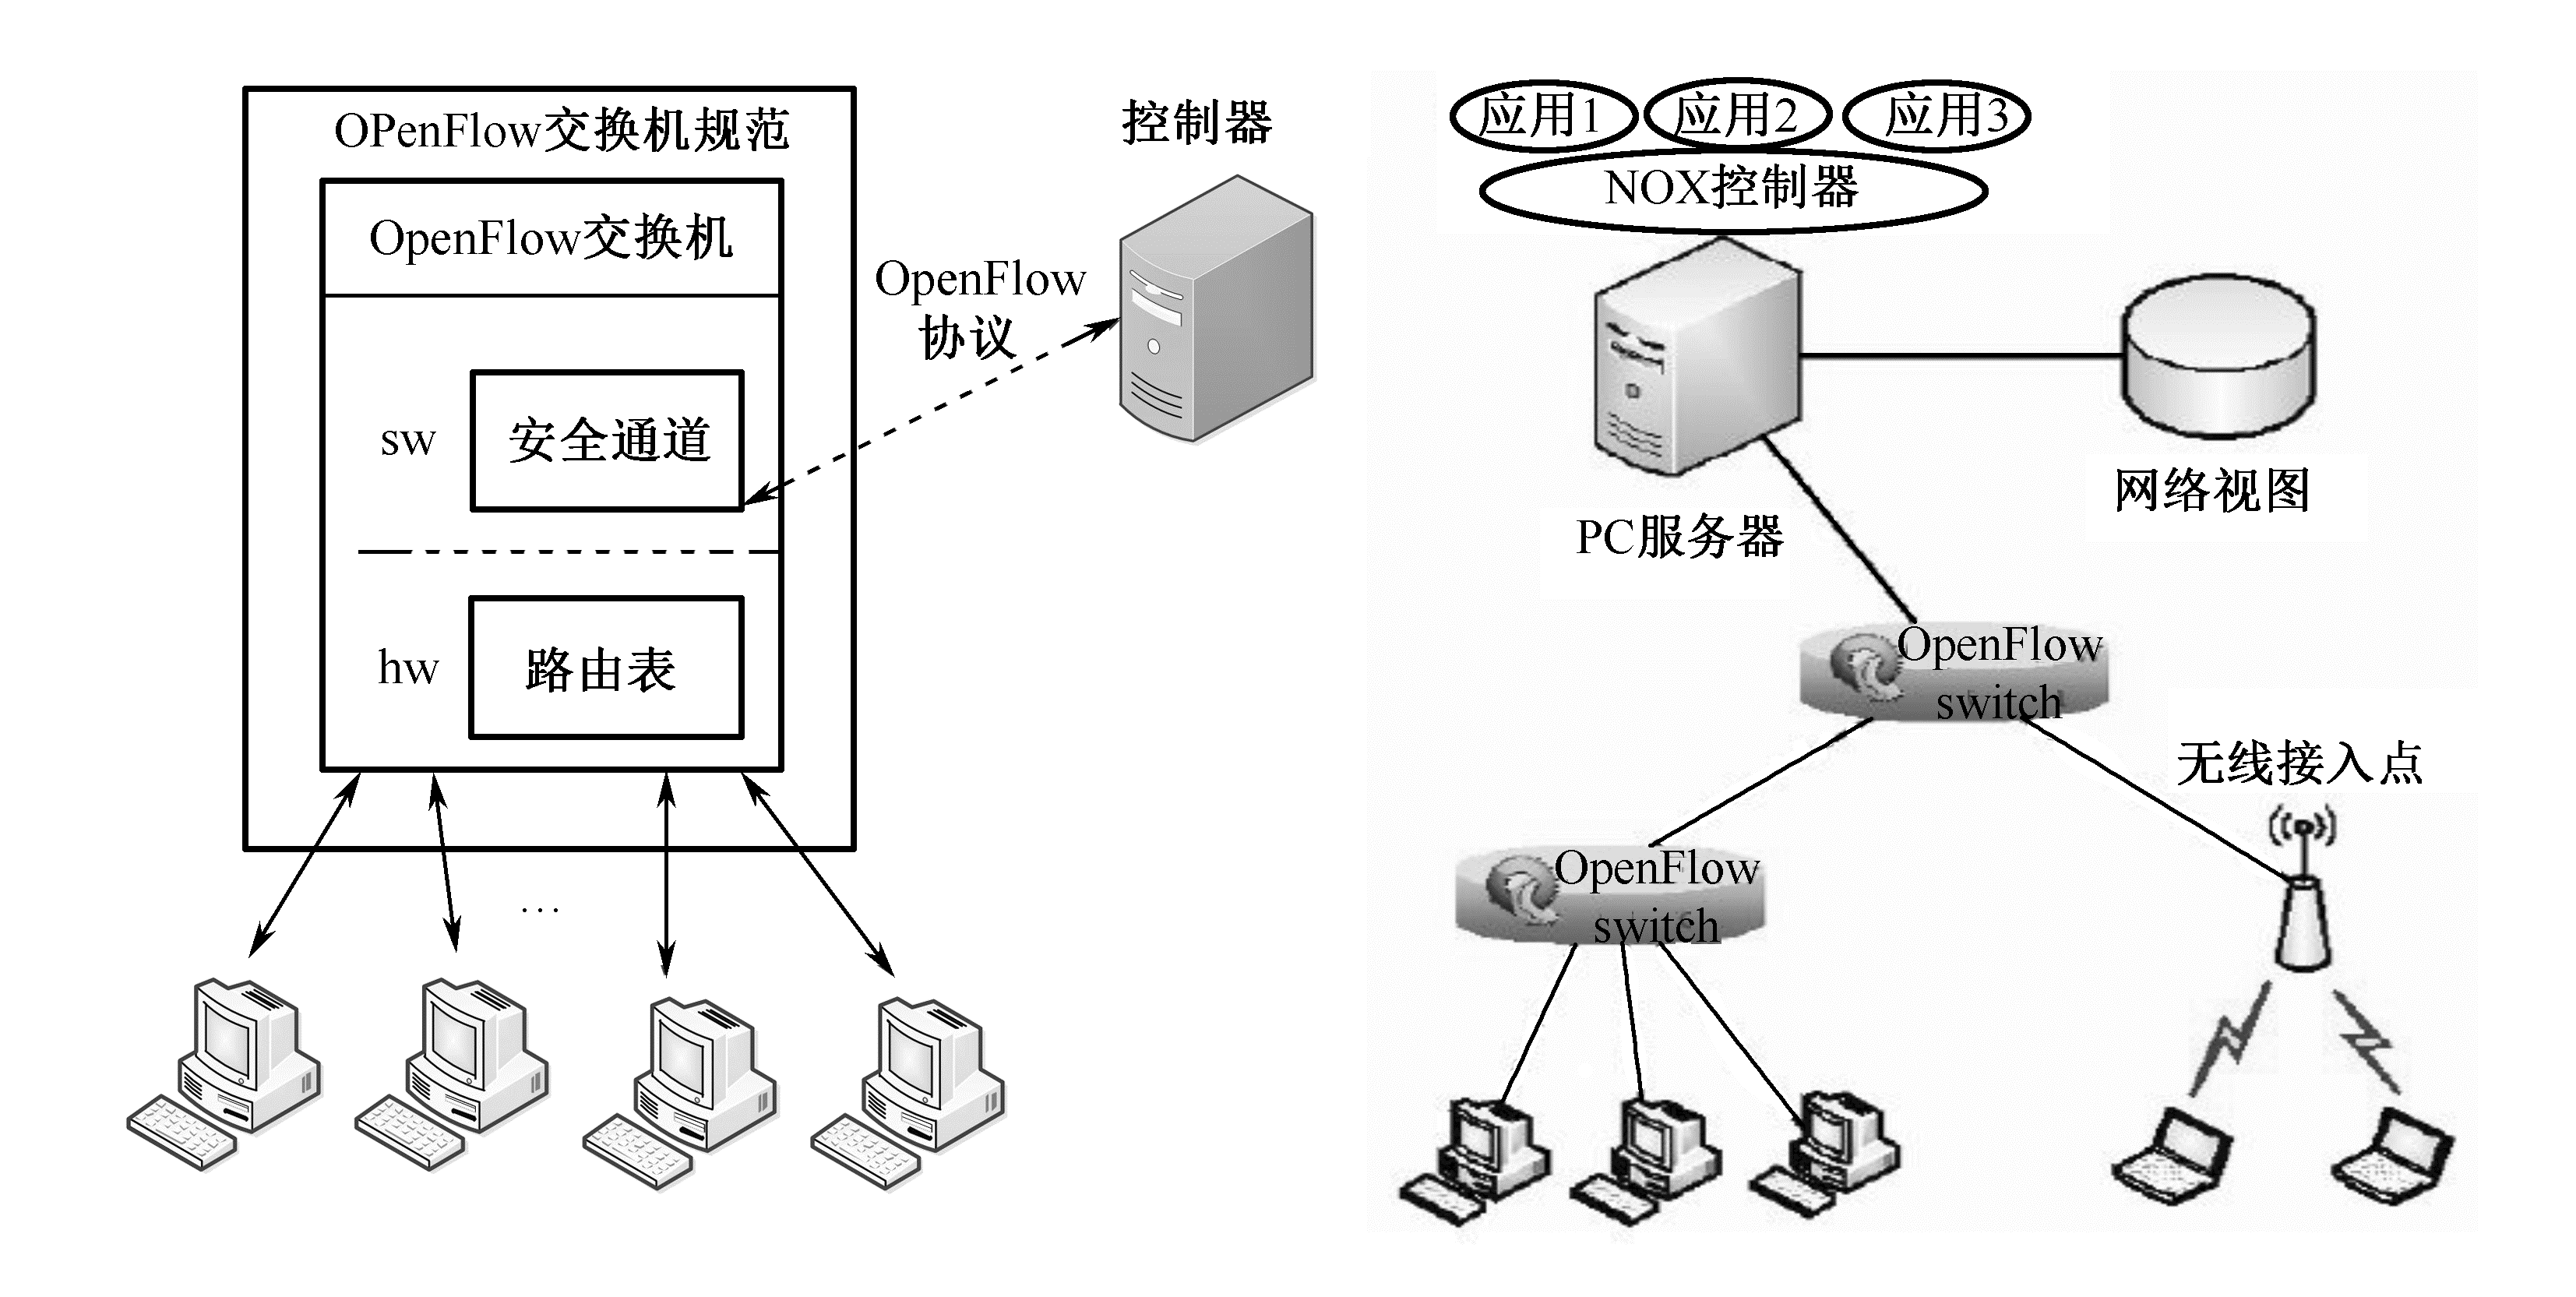 OPenFlow交换机规范
OpenFlow交换机
sw
安全通道
hw
路由表
…
OpenFlow
协议
控制器
应用1
应用2
应用3
NOX控制器
PC服务器
网络视图
OpenFlow
switch
无线接入点
OpenFlow
switch